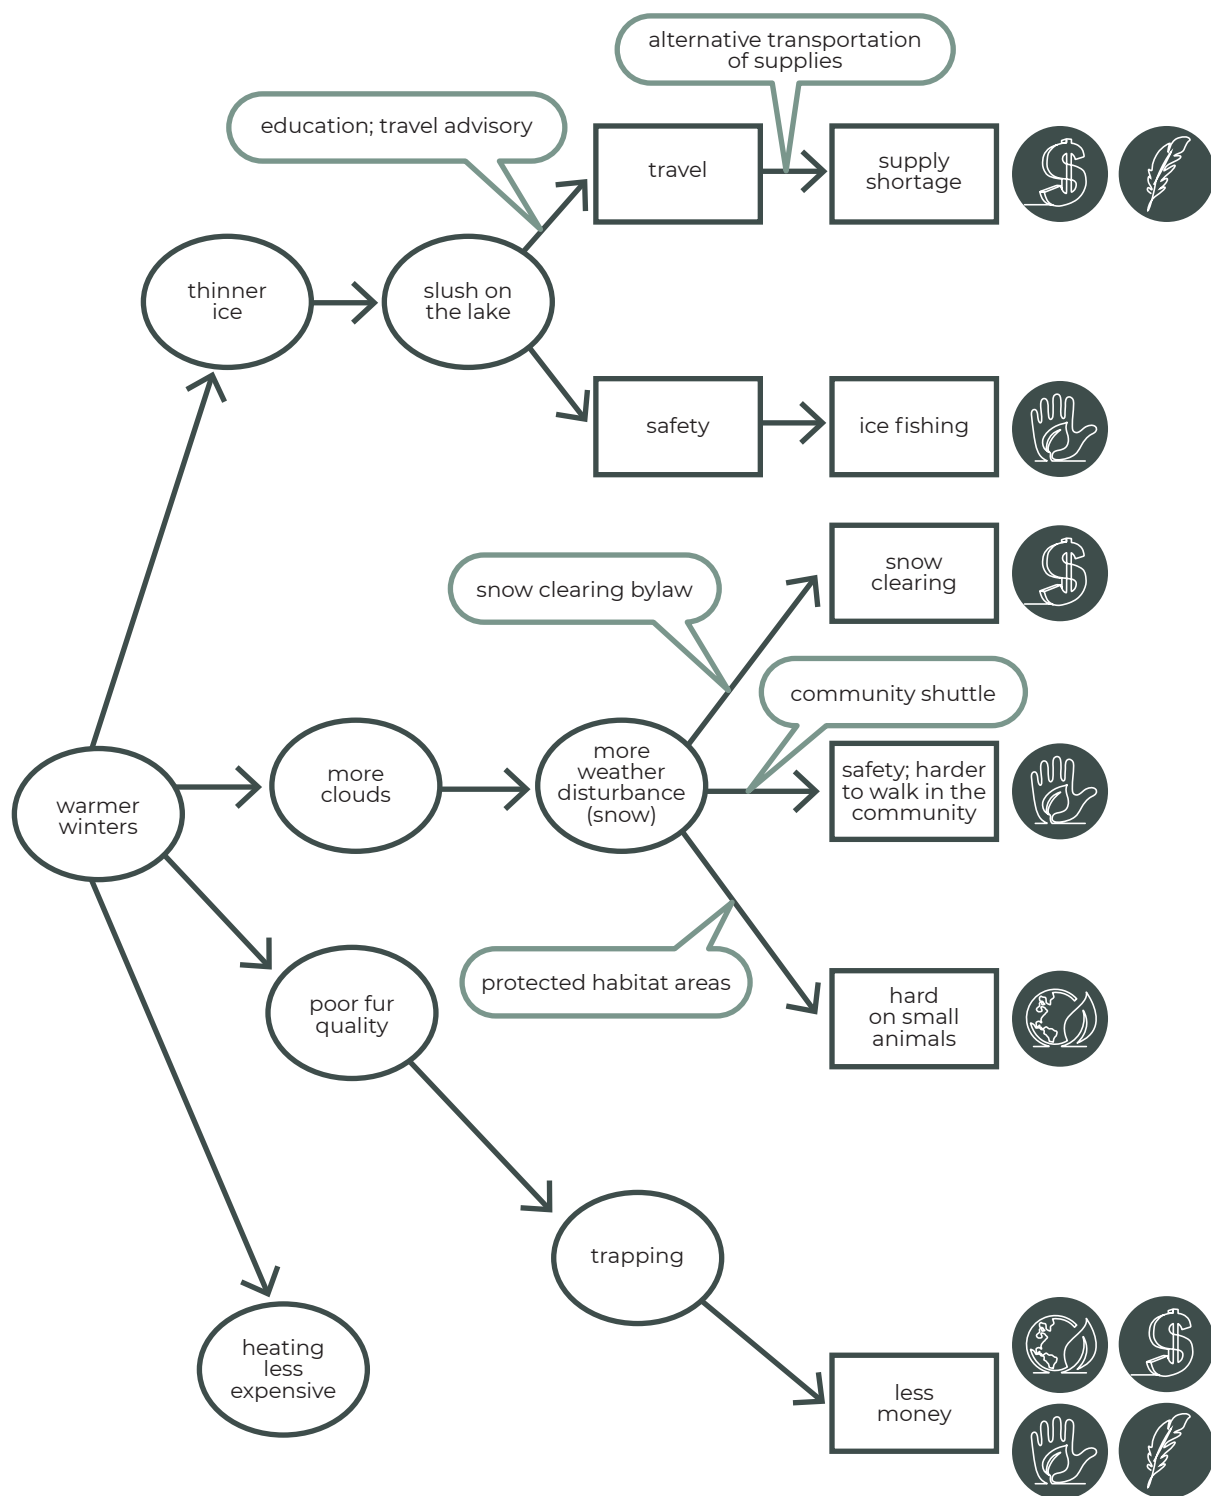 alternative transportation
of supplies
education; travel advisory
travel
supply
shortage
thinner
ice
slush on
the lake
safety
ice fishing
snow
clearing
snow clearing bylaw
community shuttle
warmer
winters
more
clouds
more
weather
disturbance
(snow)
safety; harder
to walk in the
community
protected habitat areas
hard
on small
animals
poor fur
quality
trapping
heating
less
expensive
less
money